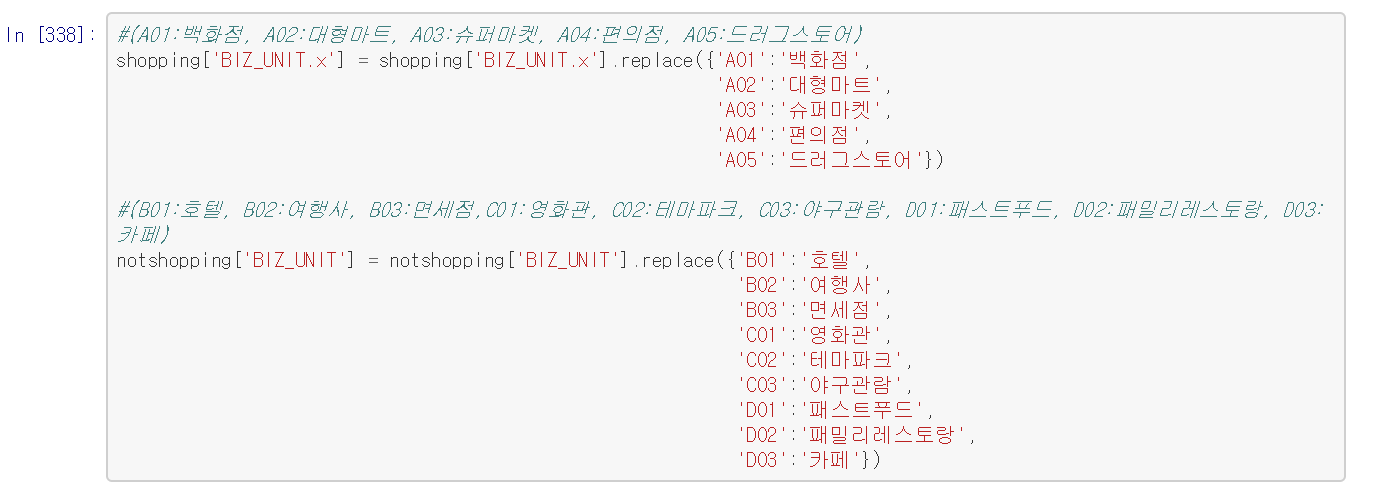 In [338]: #(A01:백화점, A02:대형마트, A03:슈퍼마켓, A04:편의점, A05:드러그스토어)
shopping['BIZ_UNIT.x'] = shopping['BIZ_UNIT.x'].replace({'A01':'백화점',
'A02':'대형마트',
'A03':'슈퍼마켓',
'A04':'편의점',
'A05':'드러그스토어'})
#(B01:호텔, B02:여행사, B03:면세점,C01:영화관, C02:테마파크, C03:야구관람, D01:패스트푸드, D02:패밀리레스토랑, D03:
카페)
notshopping['BIZ_UNIT'] = notshopping['BIZ_UNIT'].replace({'B01':'호텔',
'B02':'여행사',
'B03':'면세점',
'C01':'영화관',
'C02':'테마파크',
'C03':'야구관람',
'D01':'패스트푸드',
'D02':'패밀리레스토랑',
'D03':'카페'})